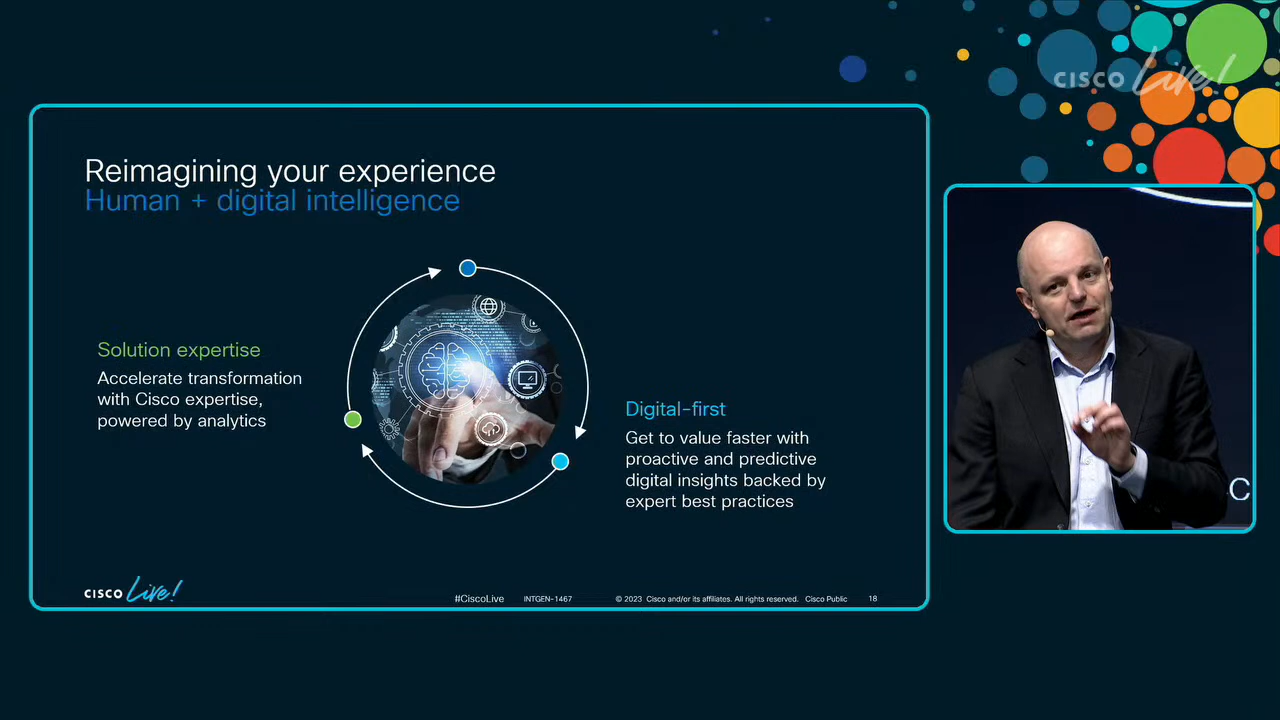 CISCO Live!
Reimagining your experience
Human + digital intelligence
Solution expertise
Accelerate transformation
with Cisco expertise,
powered by analytics
Digital-first
Get to value faster with
proactive and predictive
digital insights backed by
expert best practices
C
CISCO Live!
#CiscoLive
INTGEN-1467
© 2023 Cisco and/or its affiliates. All rights reserved. Cisco Public
18